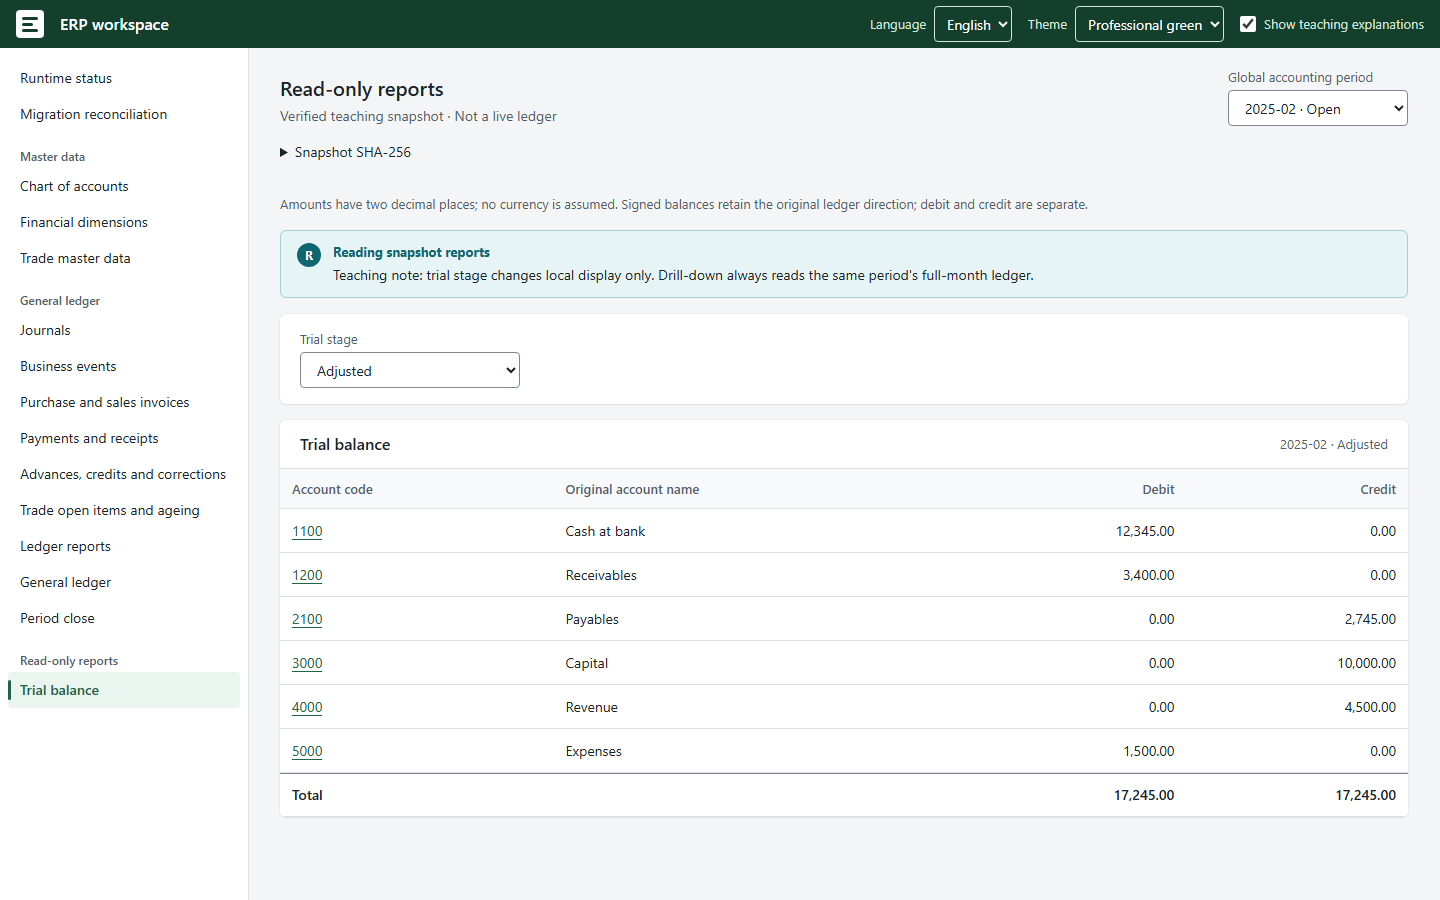 ERP workspace
Language English Theme Professional green Show teaching explanations
Runtime status
Migration reconciliation
Master data
Chart of accounts
Financial dimensions
Trade master data
General ledger
Journals
Business events
Purchase and sales invoices
Payments and receipts
Advances, credits and corrections
Trade open items and ageing
Ledger reports
General ledger
Period close
Read-only reports
Trial balance
Read-only reports
Verified teaching snapshot · Not a live ledger
Global accounting period
2025-02 · Open
Snapshot SHA-256
Amounts have two decimal places; no currency is assumed. Signed balances retain the original ledger direction; debit and credit are separate.
R
Reading snapshot reports
Teaching note: trial stage changes local display only. Drill-down always reads the same period's full-month ledger.
Trial stage
Adjusted
Trial balance 2025-02 · Adjusted
Account code Original account name Debit Credit
1100 Cash at bank 12,345.00 0.00
1200 Receivables 3,400.00 0.00
2100 Payables 0.00 2,745.00
3000 Capital 0.00 10,000.00
4000 Revenue 0.00 4,500.00
5000 Expenses 1,500.00 0.00
Total 17,245.00 17,245.00